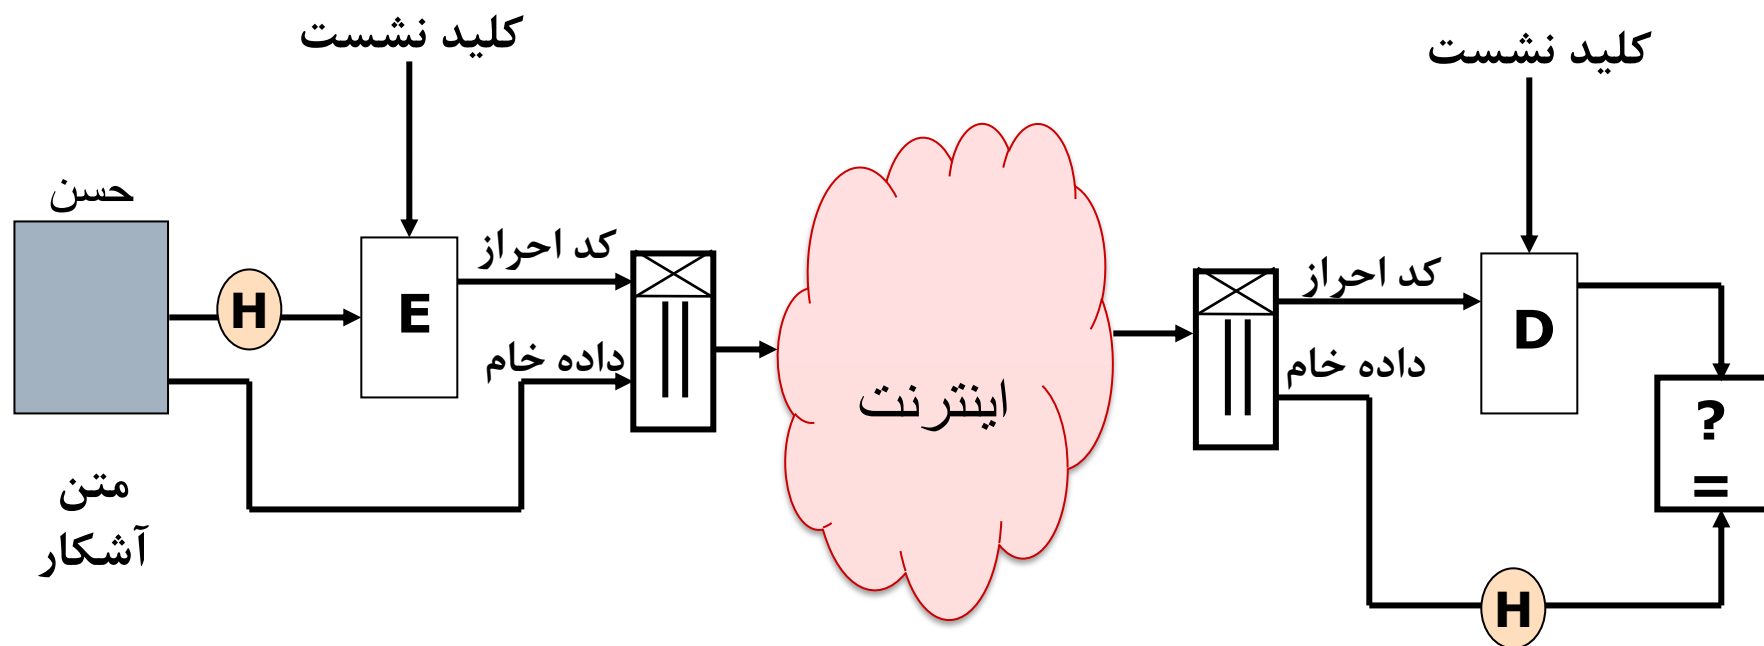 کلید نشست
کلید نشست
حسن
H
E
کد احراز
داده خام
||
متن
آشکار
اینترنت
کد احراز
داده خام
||
D
?
=
H